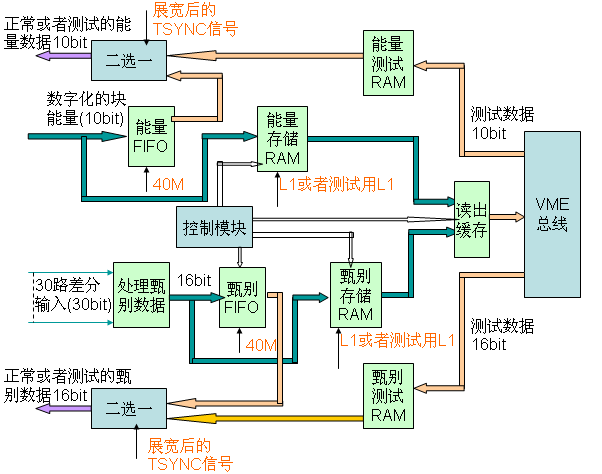 正常或者测试的能
量数据10bit
展宽后的
TSYNC信号
二选一
能量
测试
RAM
数字化的块
能量(10bit)
能量
FIFO
40M
能量
存储
RAM
L1或者测试用L1
测试数据
10bit
控制模块
读出
缓存
VME
总线
30路差分
输入(30bit)
处理甄
别数据
16bit
甄别
FIFO
40M
甄别
存储
RAM
L1或者测试用L1
测试数据
16bit
正常或者测试的甄
别数据16bit
二选一
甄别
测试
RAM
展宽后的
TSYNC信号